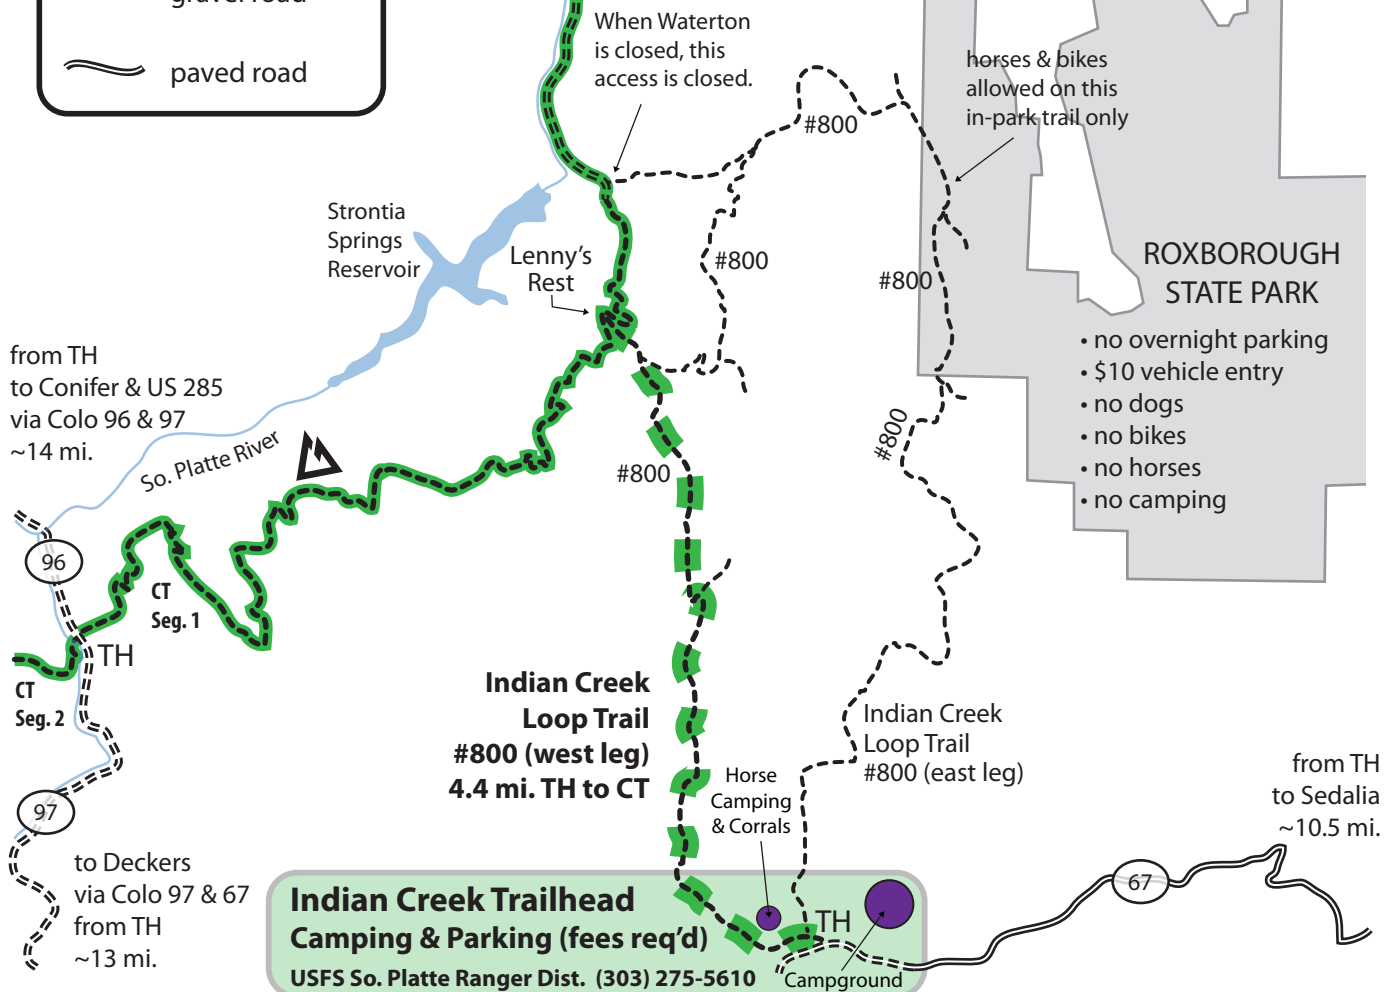 gravel road
paved road
When Waterton
is closed, this
access is closed.
horses & bikes
allowed on this
in-park trail only
#800
#800
#800
#800
#800
Strontia
Springs
Reservoir
Lenny's
Rest
ROXBOROUGH
STATE PARK
• no overnight parking
• $10 vehicle entry
• no dogs
• no bikes
• no horses
• no camping
from TH
to Conifer & US 285
via Colo 96 & 97
~14 mi.
So. Platte River
96
CT
Seg. 1
TH
CT
Seg. 2
97
to Deckers
via Colo 97 & 67
from TH
~13 mi.
Indian Creek
Loop Trail
#800 (west leg)
4.4 mi. TH to CT
Horse
Camping
& Corrals
Indian Creek
Loop Trail
#800 (east leg)
from TH
to Sedalia
~10.5 mi.
67
Indian Creek Trailhead
Camping & Parking (fees req'd)
USFS So. Platte Ranger Dist. (303) 275-5610
TH
Campground